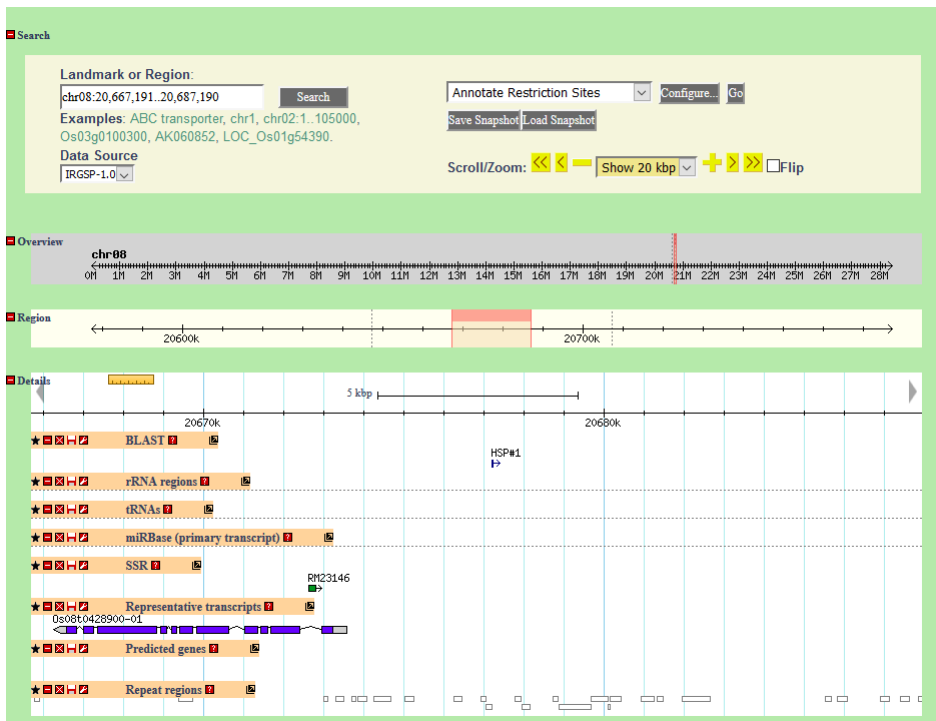 Search
Landmark or Region:
chr08:20,667,191..20,687,190
Search
Examples: ABC transporter, chr1, chr02:1..105000,
Os03g0100300, AK060852, LOC_Os01g54390.
Data Source
IRGSP-1.0
Annotate Restriction Sites
Configure...
Go
Save Snapshot
Load Snapshot
Scroll/Zoom:
<< < Show 20 kbp > >>
Flip
Overview
chr08
0M 1M 2M 3M 4M 5M 6M 7M 8M 9M 10M 11M 12M 13M 14M 15M 16M 17M 18M 19M 20M 21M 22M 23M 24M 25M 26M 27M 28M
Region
20600k 20700k
Details
5 kbp
20670k 20680k
BLAST ?
HSP#1
rRNA regions ?
tRNAs ?
miRBase (primary transcript) ?
SSR ?
RM23146
Representative transcripts ?
Os08t0428900-01
Predicted genes ?
Repeat regions ?